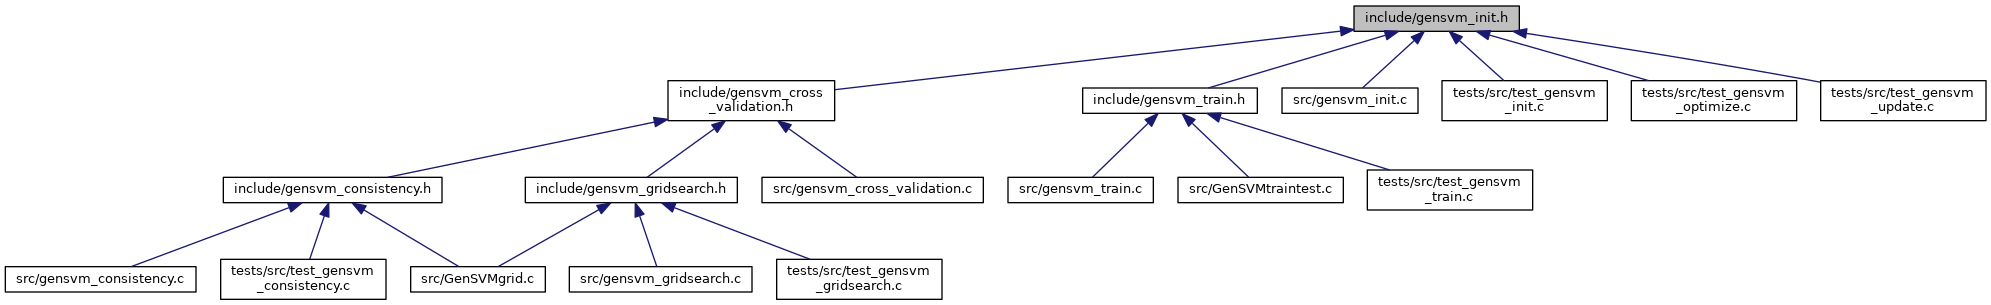 include/gensvm_init.h
include/gensvm_cross
_validation.h
include/gensvm_train.h
src/gensvm_init.c
tests/src/test_gensvm
_init.c
tests/src/test_gensvm
_optimize.c
tests/src/test_gensvm
_update.c
include/gensvm_consistency.h
include/gensvm_gridsearch.h
src/gensvm_cross_validation.c
src/gensvm_train.c
src/GenSVMtraintest.c
tests/src/test_gensvm
_train.c
src/gensvm_consistency.c
tests/src/test_gensvm
_consistency.c
src/GenSVMgrid.c
src/gensvm_gridsearch.c
tests/src/test_gensvm
_gridsearch.c